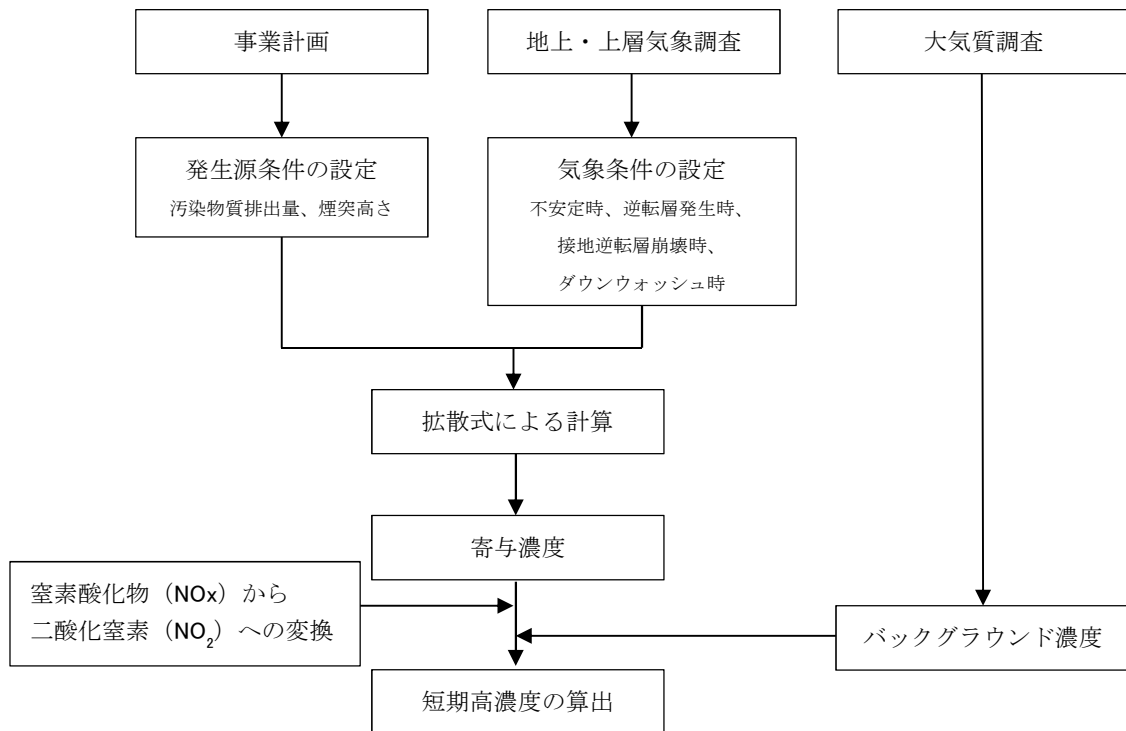 事業計画
地上・上層気象調査
大気質調査
発生源条件の設定
汚染物質排出量、煙突高さ
気象条件の設定
不安定時、逆転層発生時、
接地逆転層崩壊時、
ダウンウォッシュ時
拡散式による計算
寄与濃度
窒素酸化物（NOx）から
二酸化窒素（NO₂）への変換
バックグラウンド濃度
短期高濃度の算出